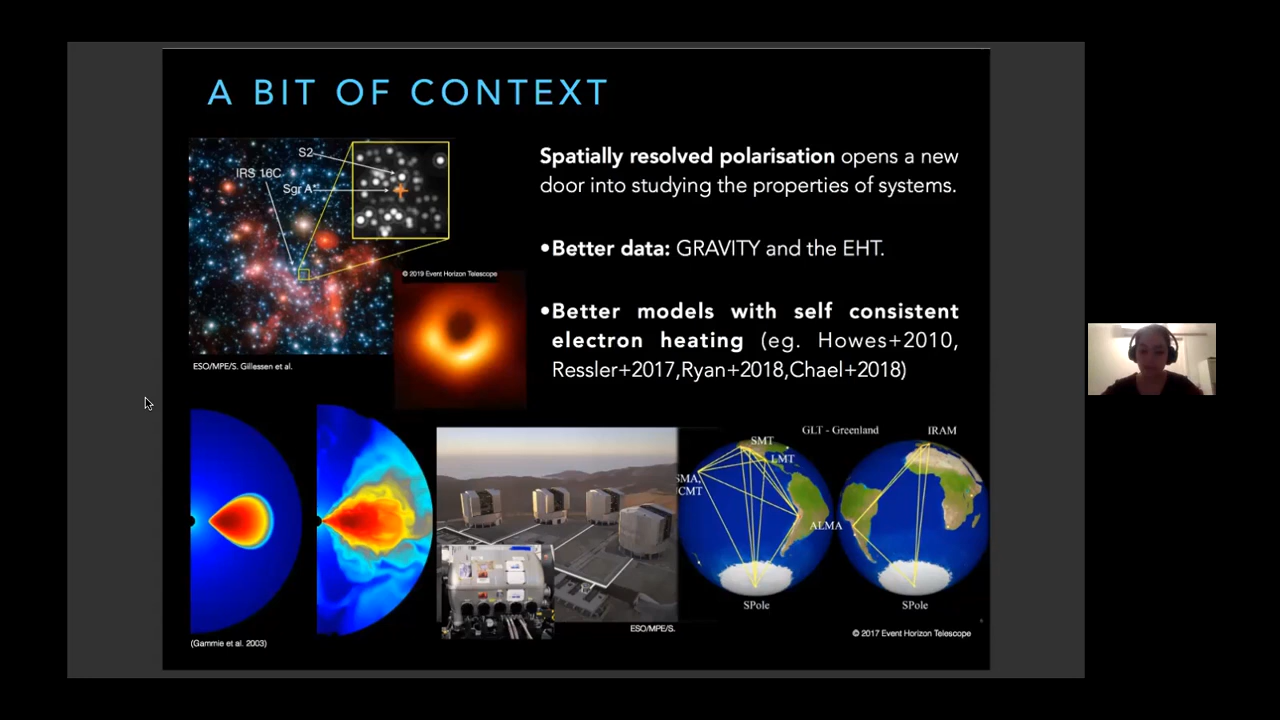 A BIT OF CONTEXT
S2
IRS 16C
Sgr A*
© 2019 Event Horizon Telescope
ESO/MPE/S. Gillessen et al.
Spatially resolved polarisation opens a new
door into studying the properties of systems.
•Better data: GRAVITY and the EHT.
•Better models with self consistent
electron heating (eg. Howes+2010,
Ressler+2017,Ryan+2018,Chael+2018)
(Gammie et al. 2003)
ESO/MPE/S.
SMT
LMT
SMA,
JCMT
ALMA
SPole
GLT - Greenland
IRAM
SPole
© 2017 Event Horizon Telescope